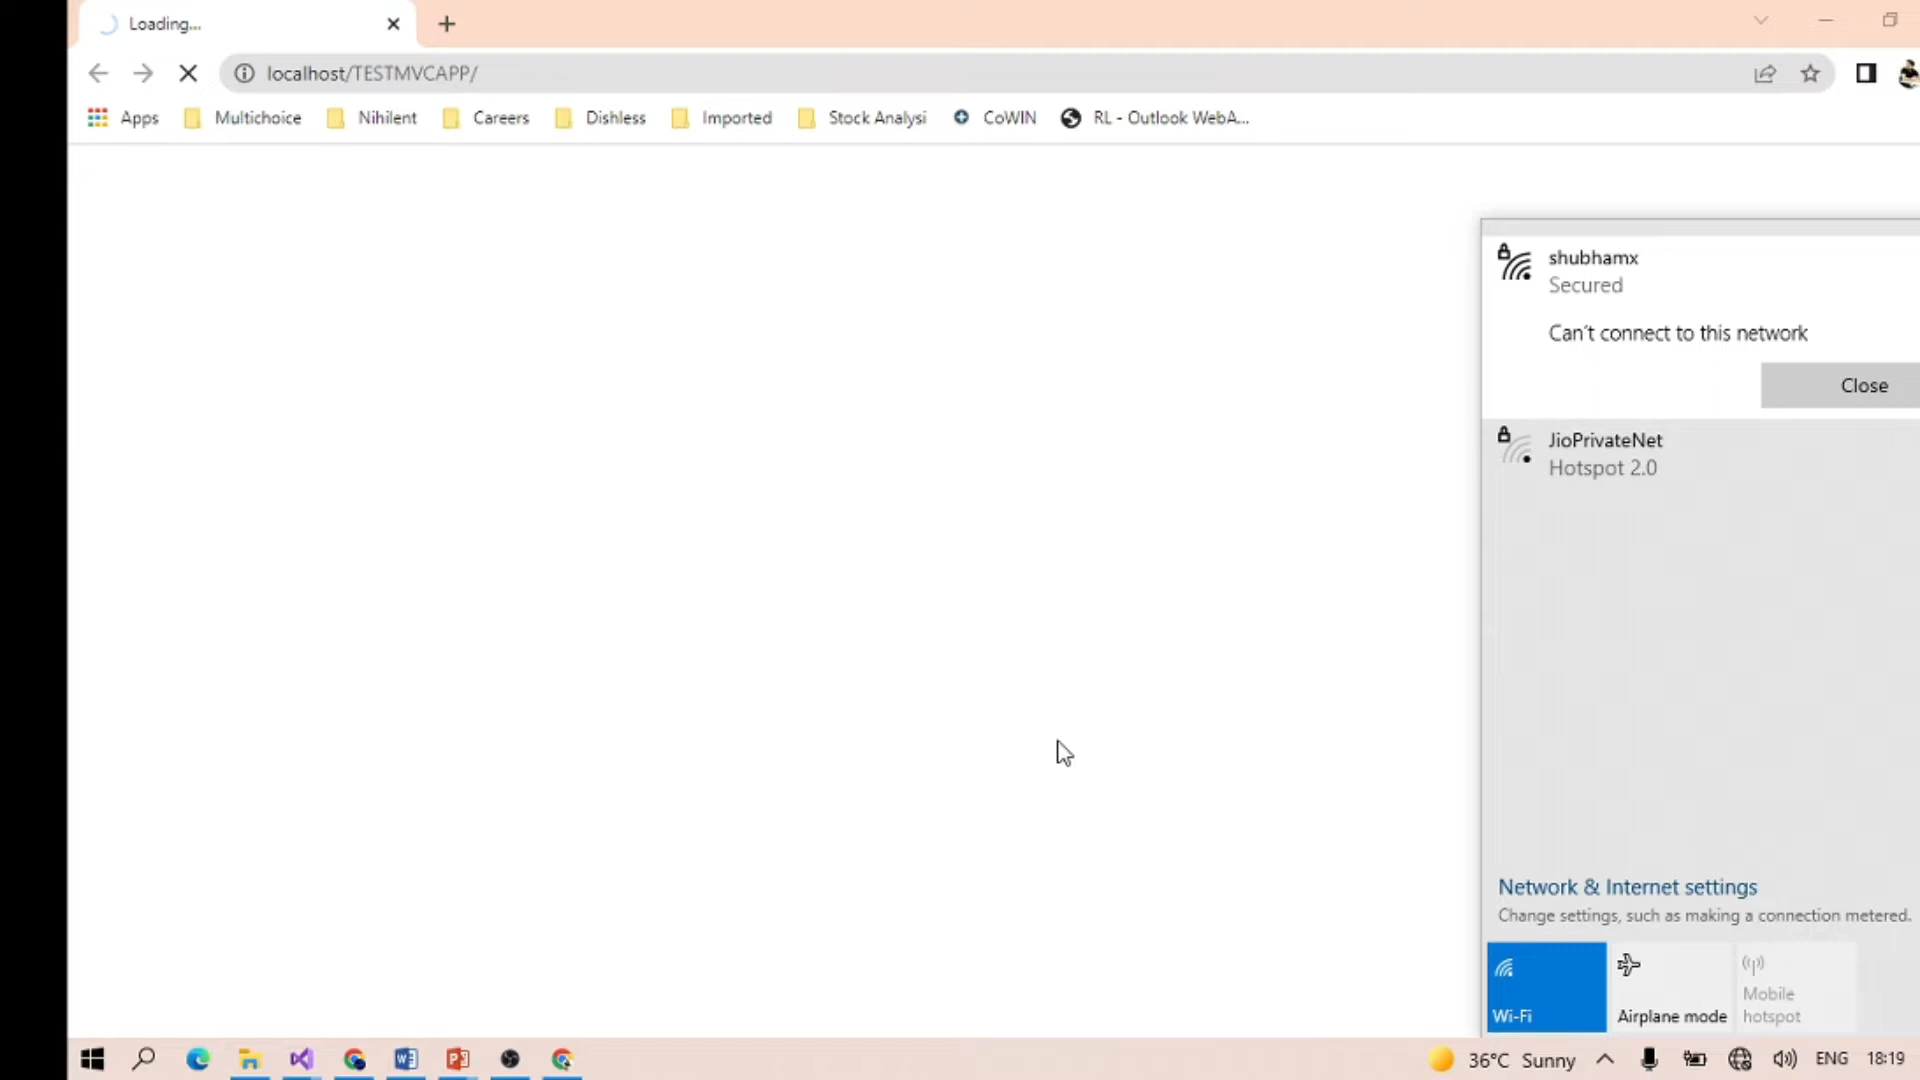 Loading...
localhost/TESTMVCAPP/
Apps Multichoice Nihilent Careers Dishless Imported Stock Analysi CoWIN RL - Outlook WebA...
shubhamx
Secured
Can't connect to this network
Close
JioPrivateNet
Hotspot 2.0
Network & Internet settings
Change settings, such as making a connection metered.
Wi-Fi
Airplane mode
Mobile
hotspot
36°C Sunny ENG 18:19